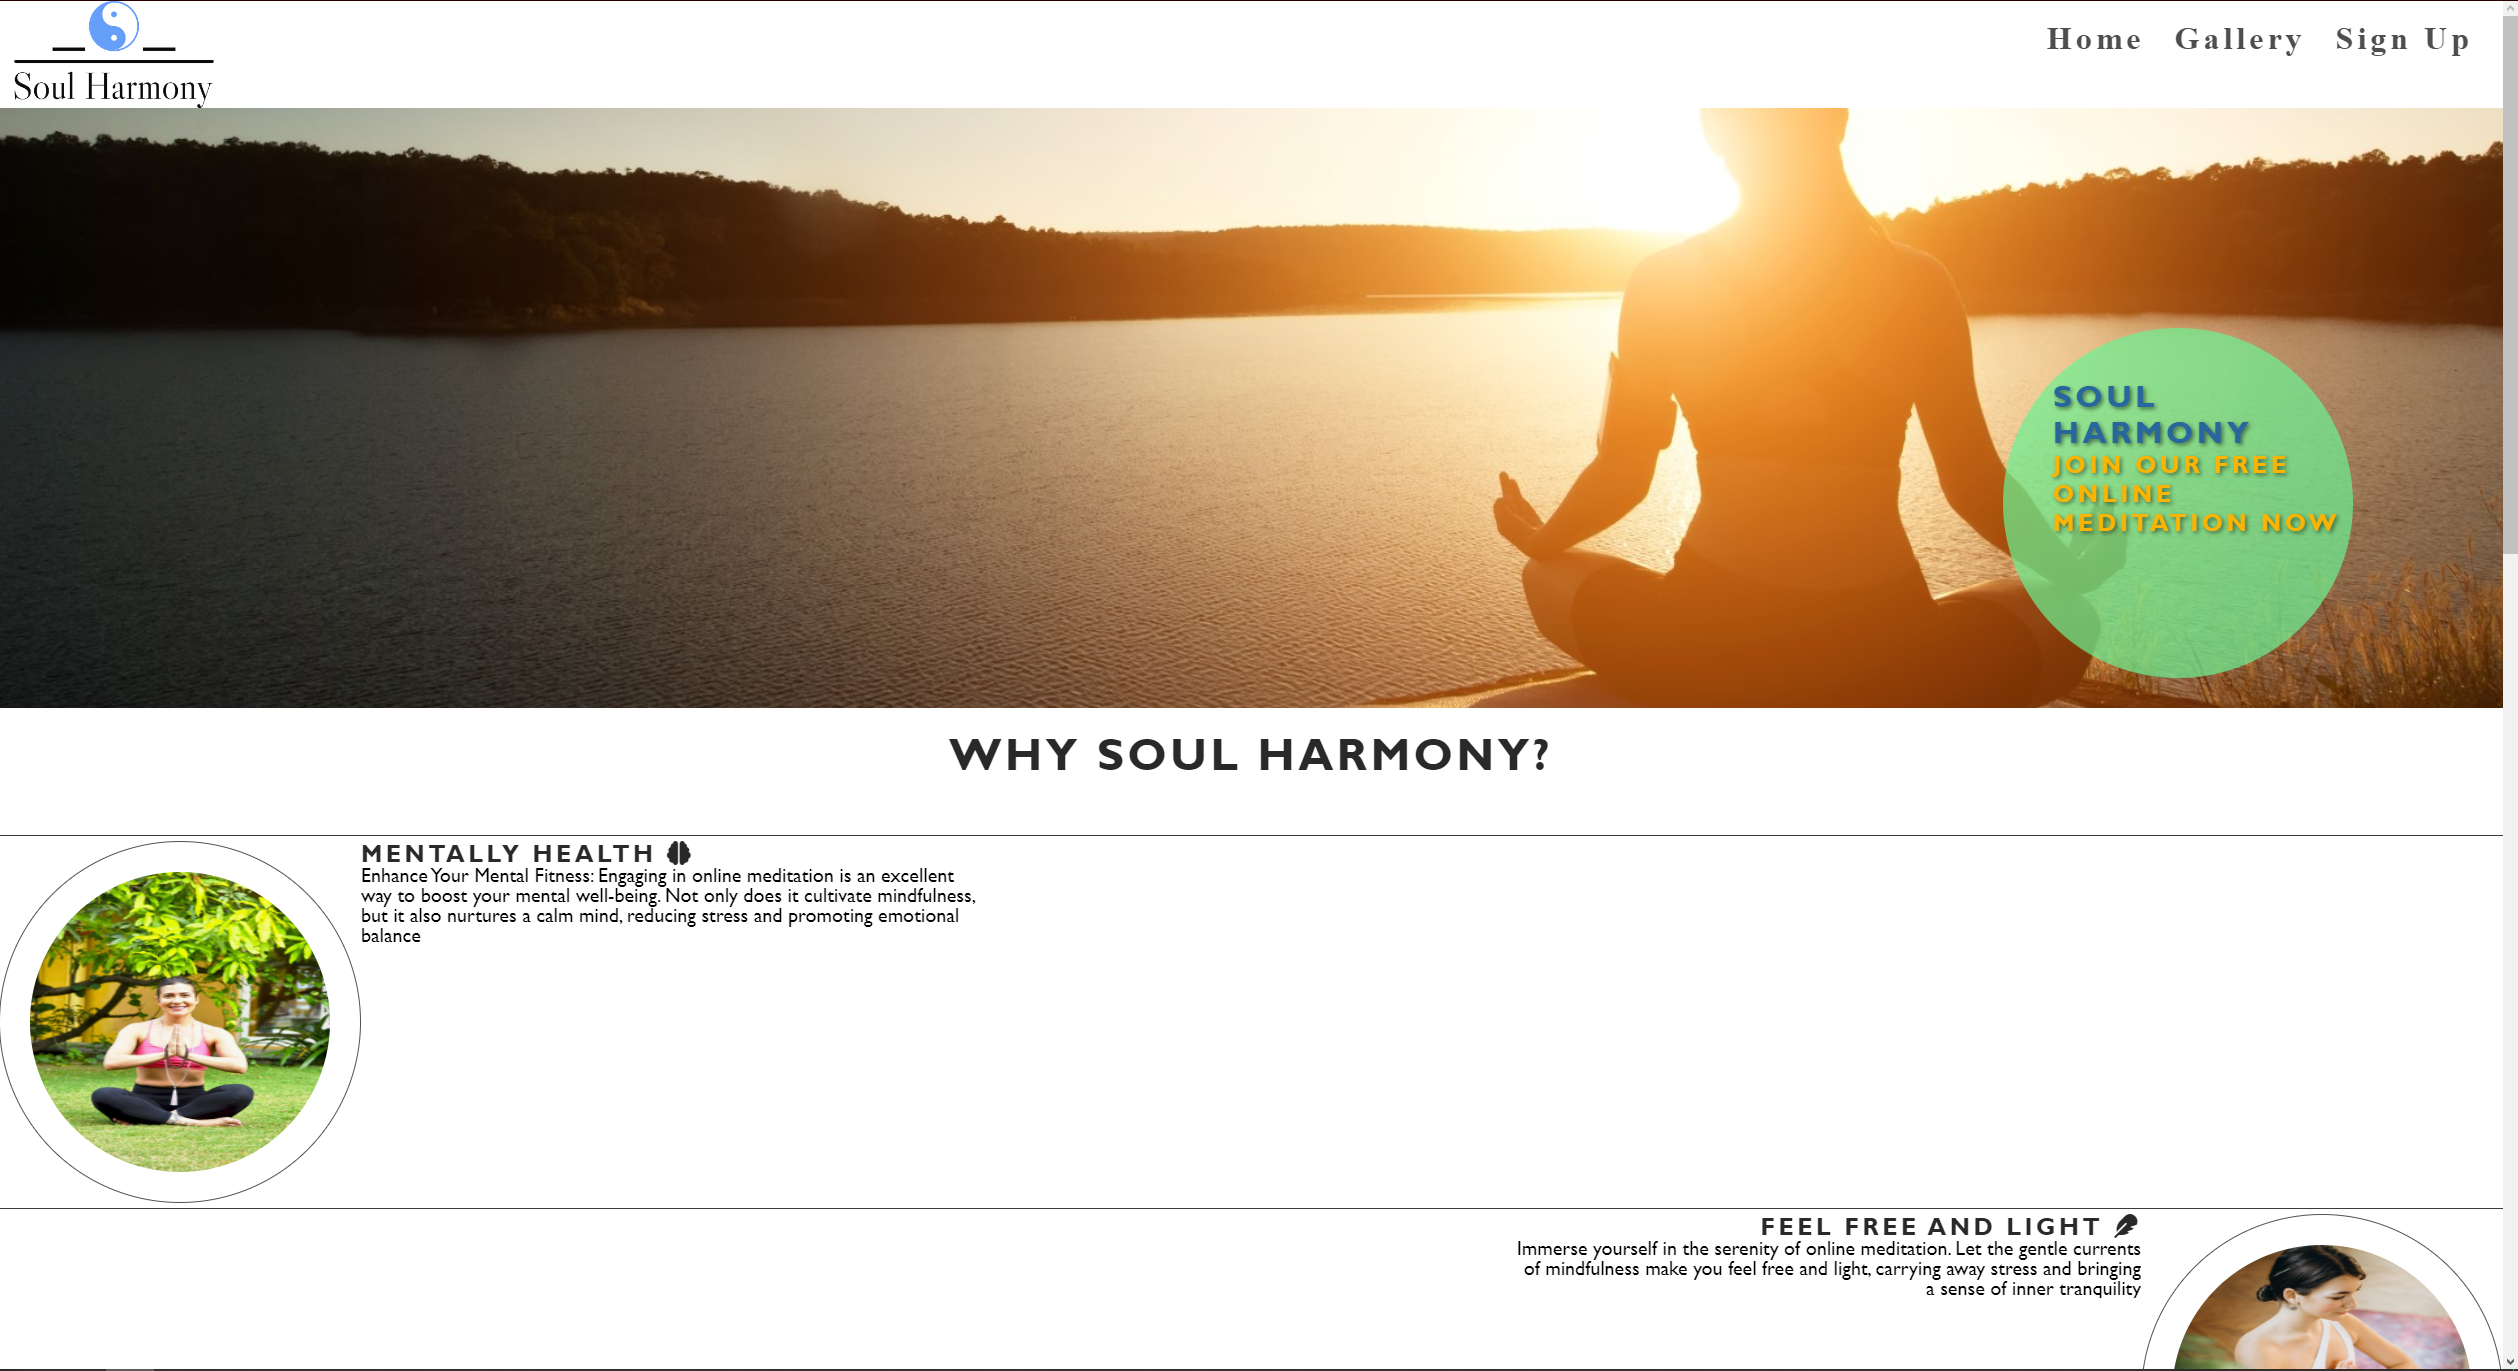 Soul Harmony
Home Gallery Sign Up
SOUL
HARMONY
JOIN OUR FREE
ONLINE
MEDITATION NOW
WHY SOUL HARMONY?
MENTALLY HEALTH
Enhance Your Mental Fitness: Engaging in online meditation is an excellent
way to boost your mental well-being. Not only does it cultivate mindfulness,
but it also nurtures a calm mind, reducing stress and promoting emotional
balance
FEEL FREE AND LIGHT
Immerse yourself in the serenity of online meditation. Let the gentle currents
of mindfulness make you feel free and light, carrying away stress and bringing
a sense of inner tranquility